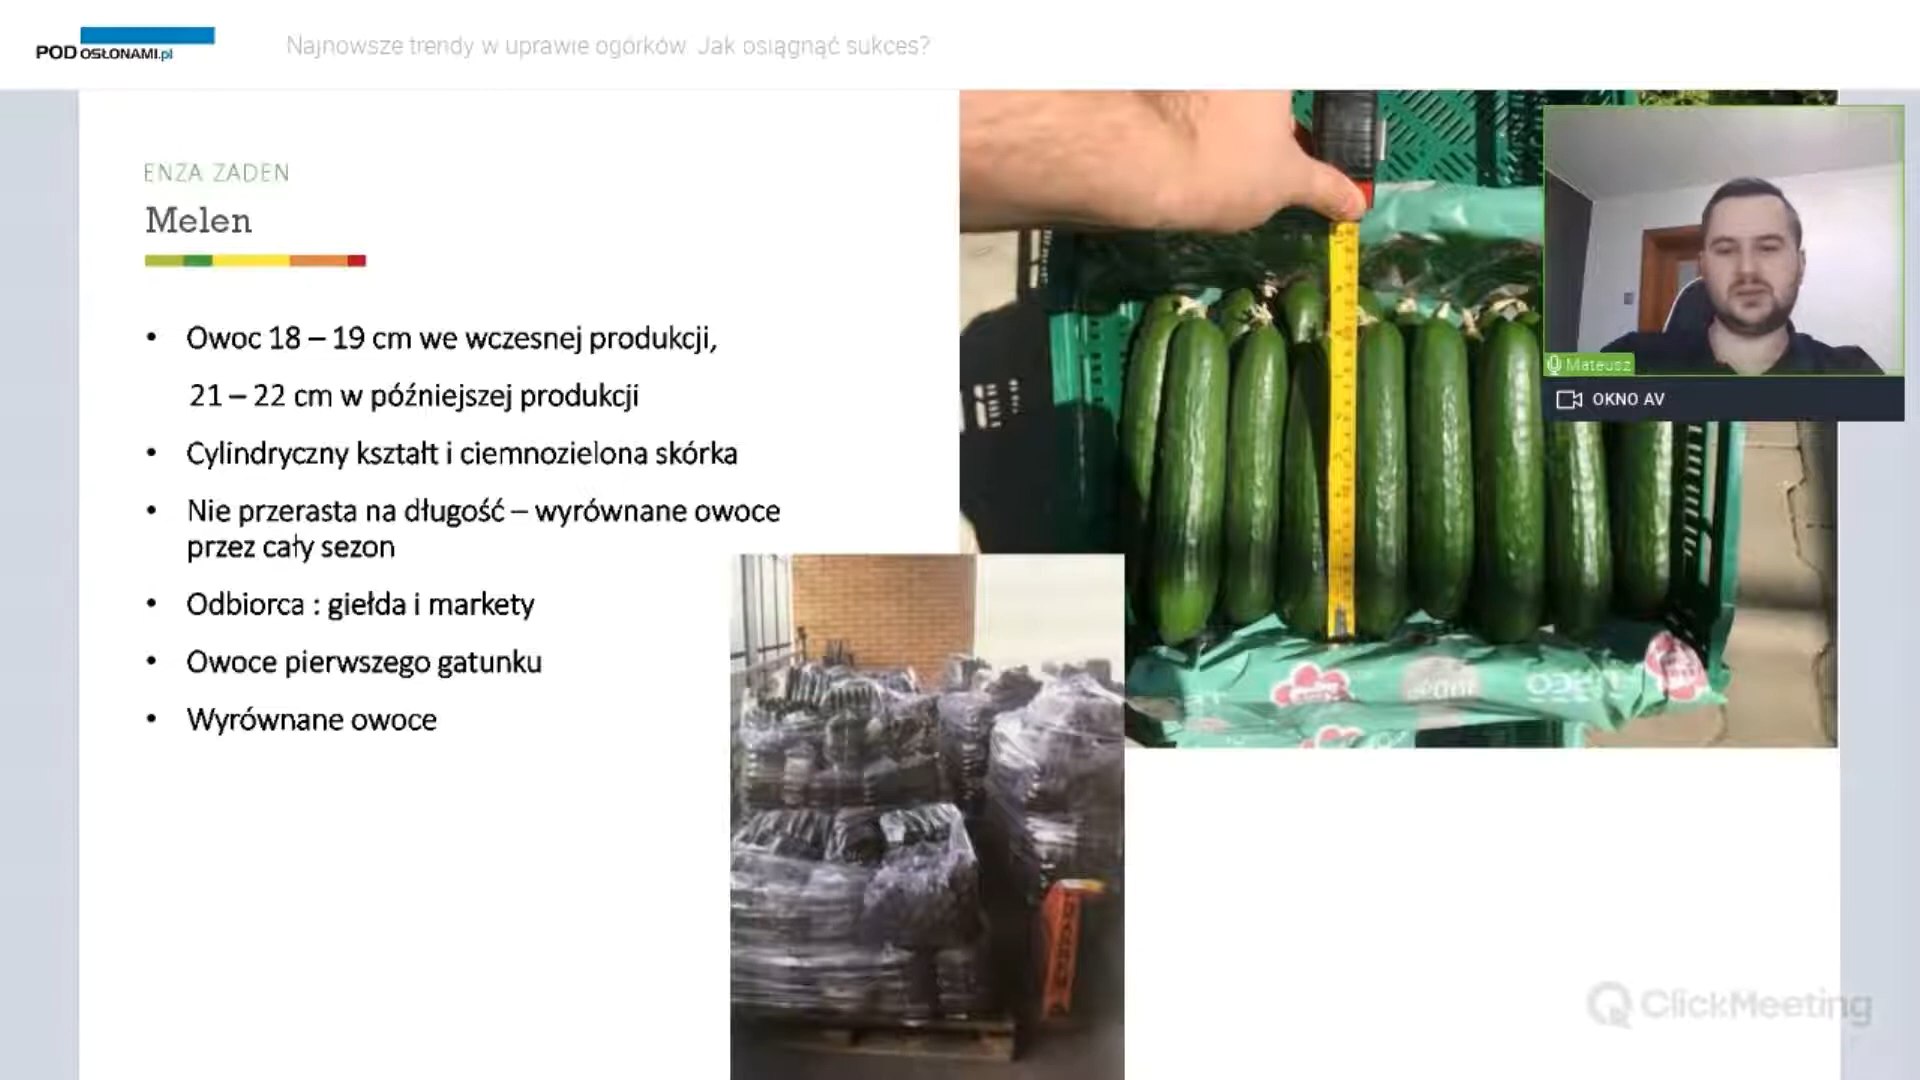 POD OSŁONAMI.pl
Najnowsze trendy w uprawie ogórków. Jak osiągnąć sukces?
ENZA ZADEN
Melen
• Owoc 18 – 19 cm we wczesnej produkcji,
21 – 22 cm w późniejszej produkcji
• Cylindryczny kształt i ciemnozielona skórka
• Nie przerasta na długość – wyrównane owoce
przez cały sezon
• Odbiorca : giełda i markety
• Owoce pierwszego gatunku
• Wyrównane owoce
Mateusz
OKNO AV
ClickMeeting